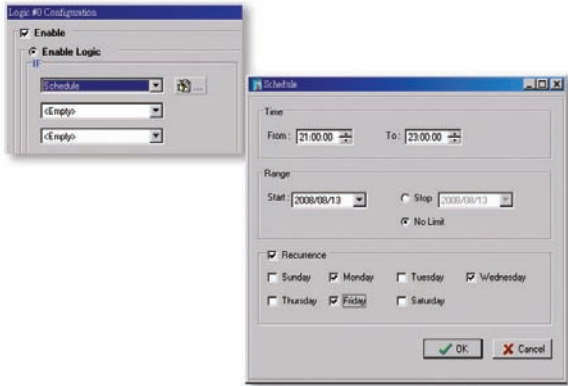 Logic #0 Configuration
Enable
Enable Logic
IF
Schedule
...
<Empty>
<Empty>
Schedule
Time
From : 21:00:00 To : 23:00:00
Range
Start : 2008/08/13 Stop 2008/08/13
No Limit
Recurrence
Sunday Monday Tuesday Wednesday
Thursday Friday Saturday
OK Cancel